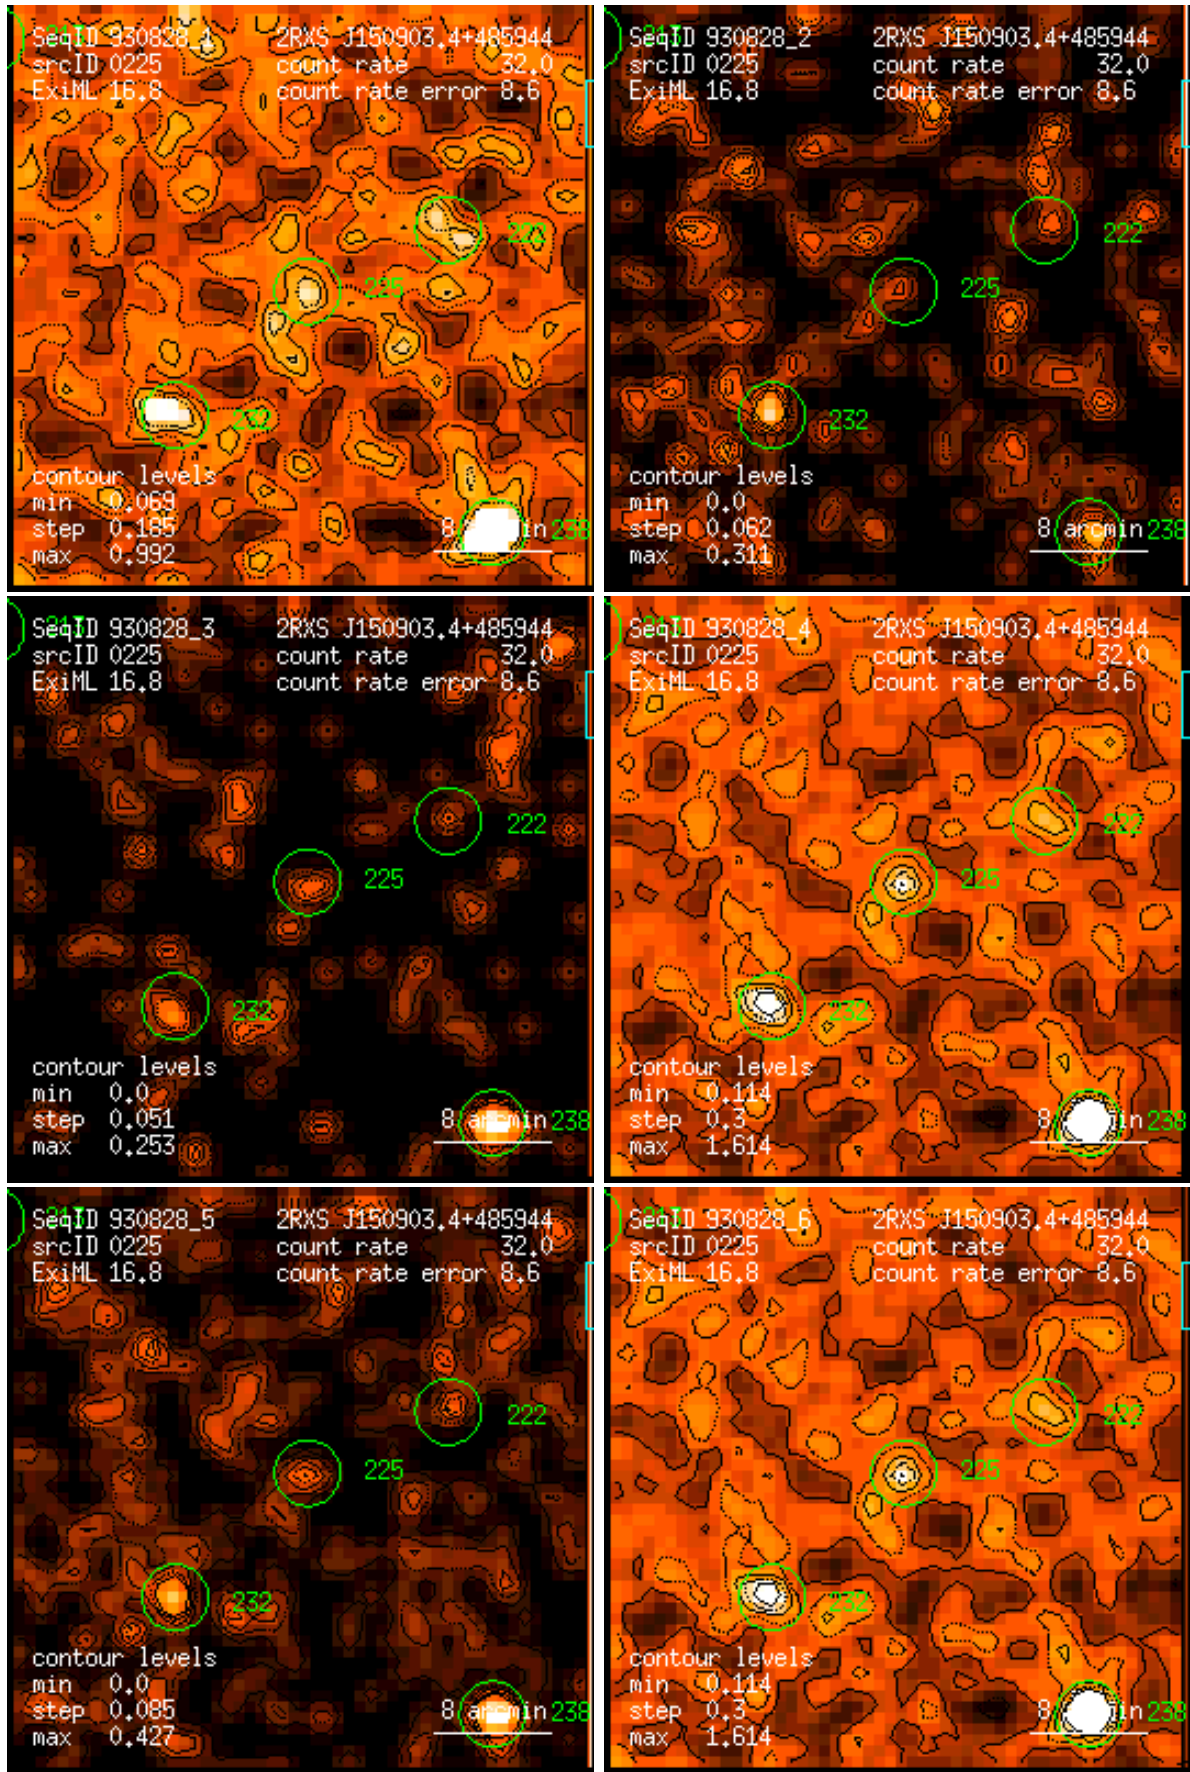 SeqID 930828_1 2RXS J150903.4+485944
srcID 0225 count rate 32.0
ExiML 16.8 count rate error 8.6
222
225
232
contour levels
min 0.069
step 0.185 8 arcmin 238
max 0.992
SeqID 930828_2 2RXS J150903.4+485944
srcID 0225 count rate 32.0
ExiML 16.8 count rate error 8.6
222
225
232
contour levels
min 0.0
step 0.062 8 arcmin 238
max 0.311
SeqID 930828_3 2RXS J150903.4+485944
srcID 0225 count rate 32.0
ExiML 16.8 count rate error 8.6
222
225
232
contour levels
min 0.0
step 0.051 8 arcmin 238
max 0.253
SeqID 930828_4 2RXS J150903.4+485944
srcID 0225 count rate 32.0
ExiML 16.8 count rate error 8.6
222
225
232
contour levels
min 0.114
step 0.3 8 arcmin 238
max 1.614
SeqID 930828_5 2RXS J150903.4+485944
srcID 0225 count rate 32.0
ExiML 16.8 count rate error 8.6
222
225
232
contour levels
min 0.0
step 0.085 8 arcmin 238
max 0.427
SeqID 930828_6 2RXS J150903.4+485944
srcID 0225 count rate 32.0
ExiML 16.8 count rate error 8.6
222
225
232
contour levels
min 0.114
step 0.3 8 arcmin 238
max 1.614